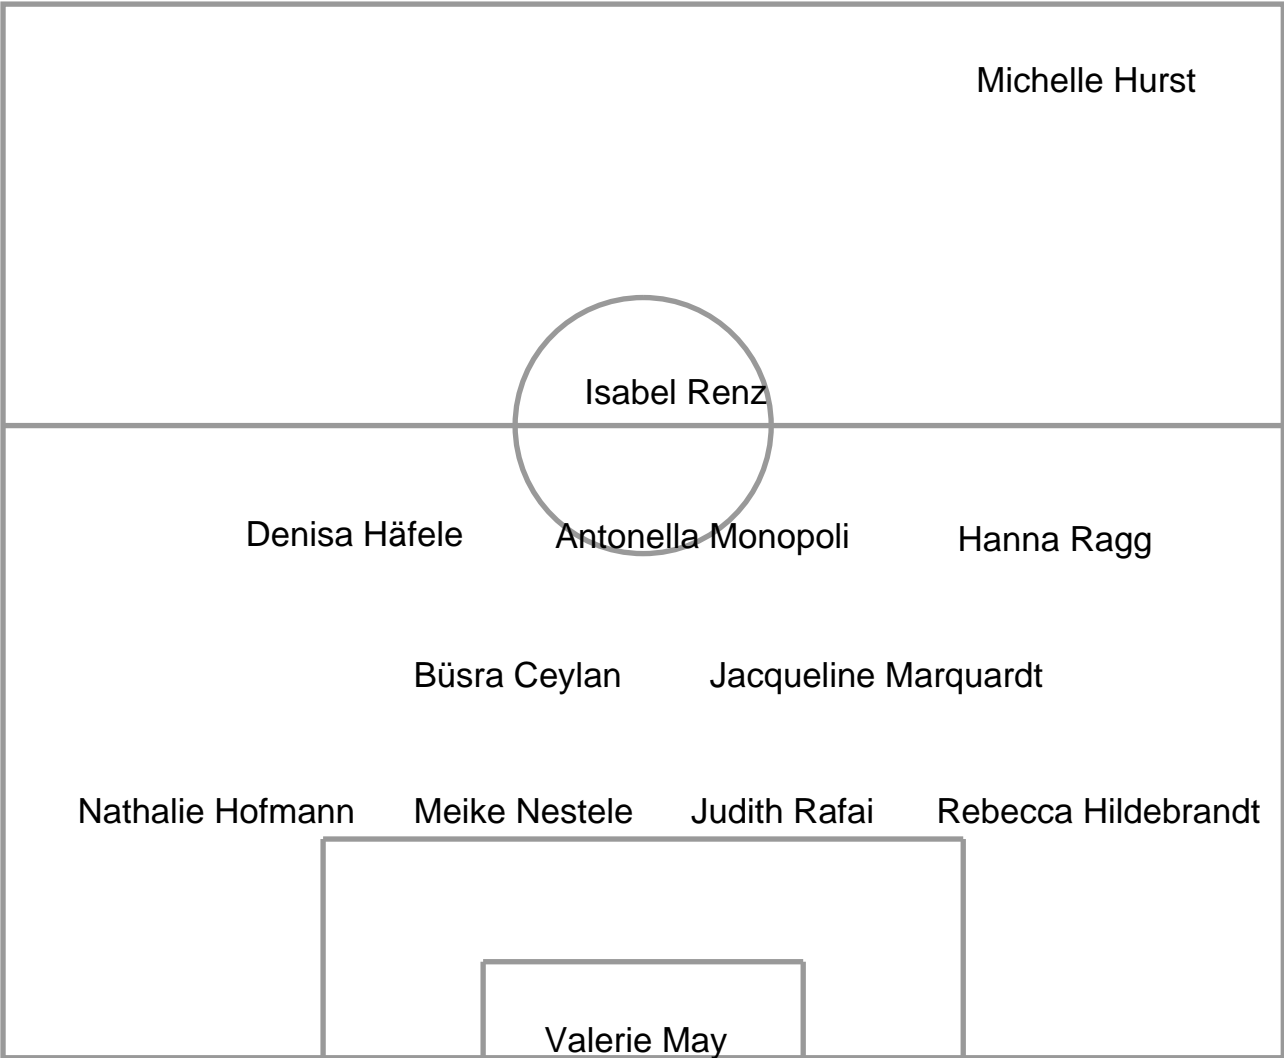 Michelle Hurst
Isabel Renz
Denisa Häfele
Antonella Monopoli
Hanna Ragg
Büsra Ceylan
Jacqueline Marquardt
Nathalie Hofmann
Meike Nestele
Judith Rafai
Rebecca Hildebrandt
Valerie May